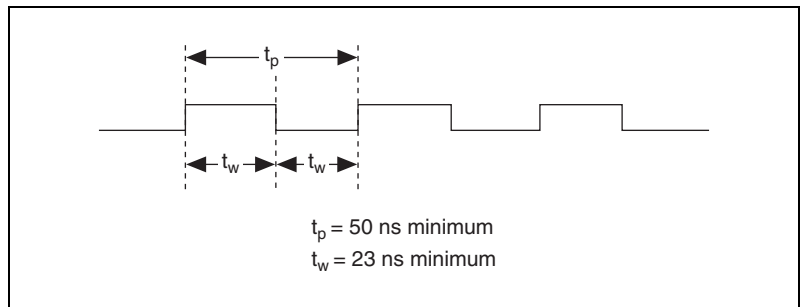 tp
tw tw
tp = 50 ns minimum
tw = 23 ns minimum